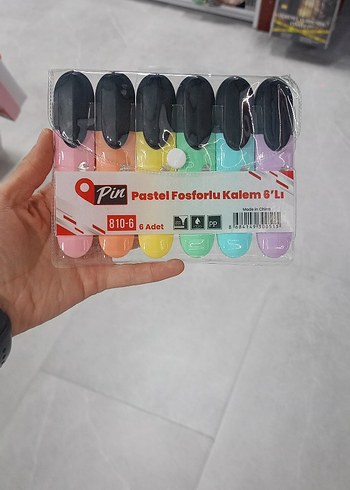 Pin
Pastel Fosforlu Kalem 6'Lı
810-6
6 Adet
PP
Made in China